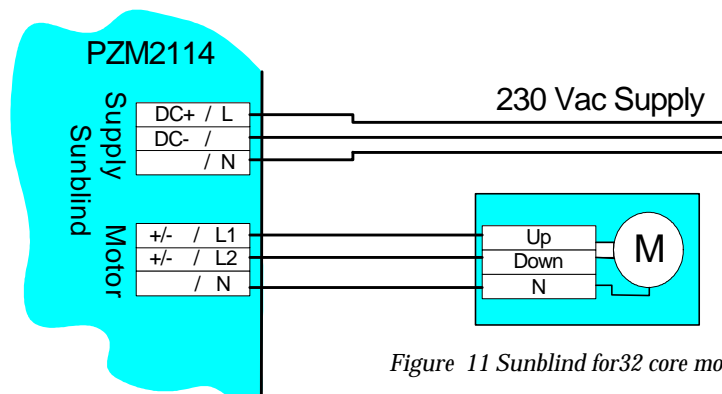 PZM2114
230 Vac Supply
Supply
Sunblind
DC+ / L
DC- /
/ N
Motor
+/- / L1
+/- / L2
/ N
Up
Down
N
M
Figure 11 Sunblind for32 core mo